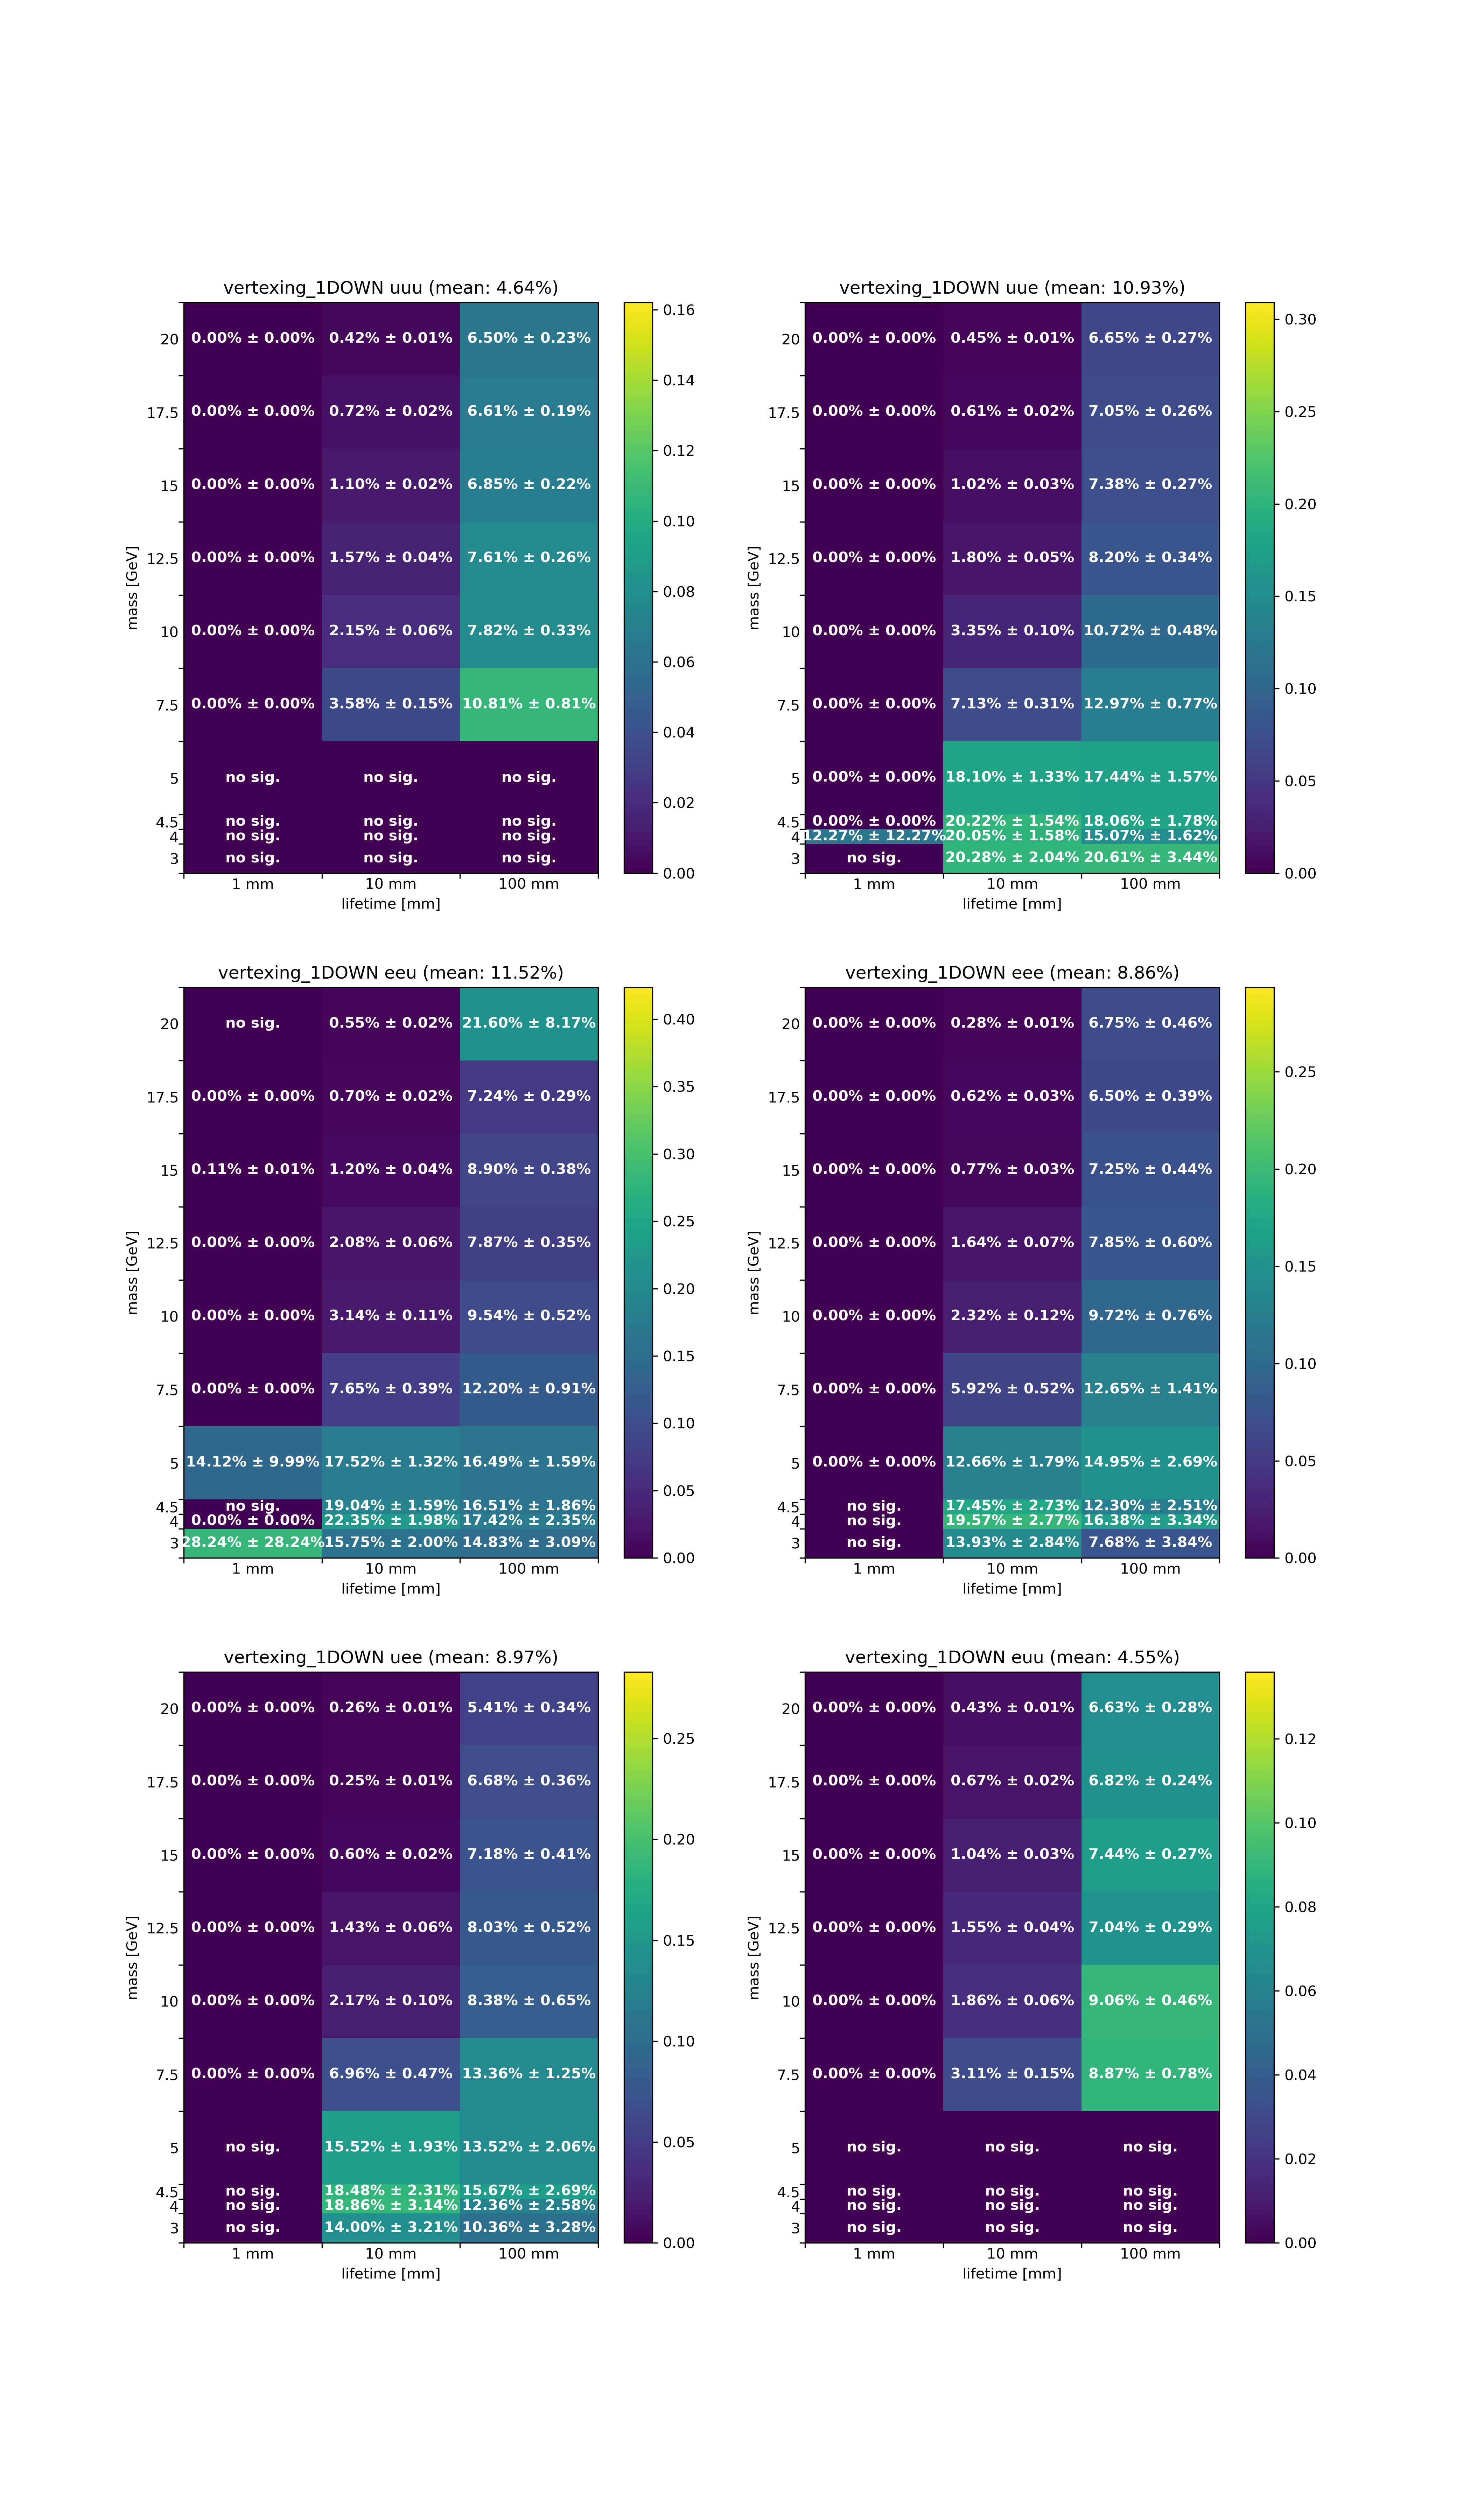 vertexing_1DOWN uuu (mean: 4.64%)
20 0.00% ± 0.00% 0.42% ± 0.01% 6.50% ± 0.23%
17.5 0.00% ± 0.00% 0.72% ± 0.02% 6.61% ± 0.19%
15 0.00% ± 0.00% 1.10% ± 0.02% 6.85% ± 0.22%
12.5 0.00% ± 0.00% 1.57% ± 0.04% 7.61% ± 0.26%
10 0.00% ± 0.00% 2.15% ± 0.06% 7.82% ± 0.33%
7.5 0.00% ± 0.00% 3.58% ± 0.15% 10.81% ± 0.81%
5 no sig. no sig. no sig.
4.5 no sig. no sig. no sig.
4 no sig. no sig. no sig.
3 no sig. no sig. no sig.
1 mm 10 mm 100 mm
lifetime [mm]
mass [GeV]
0.16
0.14
0.12
0.10
0.08
0.06
0.04
0.02
0.00
vertexing_1DOWN uue (mean: 10.93%)
20 0.00% ± 0.00% 0.45% ± 0.01% 6.65% ± 0.27%
17.5 0.00% ± 0.00% 0.61% ± 0.02% 7.05% ± 0.26%
15 0.00% ± 0.00% 1.02% ± 0.03% 7.38% ± 0.27%
12.5 0.00% ± 0.00% 1.80% ± 0.05% 8.20% ± 0.34%
10 0.00% ± 0.00% 3.35% ± 0.10% 10.72% ± 0.48%
7.5 0.00% ± 0.00% 7.13% ± 0.31% 12.97% ± 0.77%
5 0.00% ± 0.00% 18.10% ± 1.33% 17.44% ± 1.57%
4.5 0.00% ± 0.00% 20.22% ± 1.54% 18.06% ± 1.78%
4 12.27% ± 12.27% 20.05% ± 1.58% 15.07% ± 1.62%
3 no sig. 20.28% ± 2.04% 20.61% ± 3.44%
1 mm 10 mm 100 mm
lifetime [mm]
mass [GeV]
0.30
0.25
0.20
0.15
0.10
0.05
0.00
vertexing_1DOWN eeu (mean: 11.52%)
20 no sig. 0.55% ± 0.02% 21.60% ± 8.17%
17.5 0.00% ± 0.00% 0.70% ± 0.02% 7.24% ± 0.29%
15 0.11% ± 0.01% 1.20% ± 0.04% 8.90% ± 0.38%
12.5 0.00% ± 0.00% 2.08% ± 0.06% 7.87% ± 0.35%
10 0.00% ± 0.00% 3.14% ± 0.11% 9.54% ± 0.52%
7.5 0.00% ± 0.00% 7.65% ± 0.39% 12.20% ± 0.91%
5 14.12% ± 9.99% 17.52% ± 1.32% 16.49% ± 1.59%
4.5 no sig. 19.04% ± 1.59% 16.51% ± 1.86%
4 0.00% ± 0.00% 22.35% ± 1.98% 17.42% ± 2.35%
3 28.24% ± 28.24% 15.75% ± 2.00% 14.83% ± 3.09%
1 mm 10 mm 100 mm
lifetime [mm]
mass [GeV]
0.40
0.35
0.30
0.25
0.20
0.15
0.10
0.05
0.00
vertexing_1DOWN eee (mean: 8.86%)
20 0.00% ± 0.00% 0.28% ± 0.01% 6.75% ± 0.46%
17.5 0.00% ± 0.00% 0.62% ± 0.03% 6.50% ± 0.39%
15 0.00% ± 0.00% 0.77% ± 0.03% 7.25% ± 0.44%
12.5 0.00% ± 0.00% 1.64% ± 0.07% 7.85% ± 0.60%
10 0.00% ± 0.00% 2.32% ± 0.12% 9.72% ± 0.76%
7.5 0.00% ± 0.00% 5.92% ± 0.52% 12.65% ± 1.41%
5 0.00% ± 0.00% 12.66% ± 1.79% 14.95% ± 2.69%
4.5 no sig. 17.45% ± 2.73% 12.30% ± 2.51%
4 no sig. 19.57% ± 2.77% 16.38% ± 3.34%
3 no sig. 13.93% ± 2.84% 7.68% ± 3.84%
1 mm 10 mm 100 mm
lifetime [mm]
mass [GeV]
0.25
0.20
0.15
0.10
0.05
0.00
vertexing_1DOWN uee (mean: 8.97%)
20 0.00% ± 0.00% 0.26% ± 0.01% 5.41% ± 0.34%
17.5 0.00% ± 0.00% 0.25% ± 0.01% 6.68% ± 0.36%
15 0.00% ± 0.00% 0.60% ± 0.02% 7.18% ± 0.41%
12.5 0.00% ± 0.00% 1.43% ± 0.06% 8.03% ± 0.52%
10 0.00% ± 0.00% 2.17% ± 0.10% 8.38% ± 0.65%
7.5 0.00% ± 0.00% 6.96% ± 0.47% 13.36% ± 1.25%
5 no sig. 15.52% ± 1.93% 13.52% ± 2.06%
4.5 no sig. 18.48% ± 2.31% 15.67% ± 2.69%
4 no sig. 18.86% ± 3.14% 12.36% ± 2.58%
3 no sig. 14.00% ± 3.21% 10.36% ± 3.28%
1 mm 10 mm 100 mm
lifetime [mm]
mass [GeV]
0.25
0.20
0.15
0.10
0.05
0.00
vertexing_1DOWN euu (mean: 4.55%)
20 0.00% ± 0.00% 0.43% ± 0.01% 6.63% ± 0.28%
17.5 0.00% ± 0.00% 0.67% ± 0.02% 6.82% ± 0.24%
15 0.00% ± 0.00% 1.04% ± 0.03% 7.44% ± 0.27%
12.5 0.00% ± 0.00% 1.55% ± 0.04% 7.04% ± 0.29%
10 0.00% ± 0.00% 1.86% ± 0.06% 9.06% ± 0.46%
7.5 0.00% ± 0.00% 3.11% ± 0.15% 8.87% ± 0.78%
5 no sig. no sig. no sig.
4.5 no sig. no sig. no sig.
4 no sig. no sig. no sig.
3 no sig. no sig. no sig.
1 mm 10 mm 100 mm
lifetime [mm]
mass [GeV]
0.12
0.10
0.08
0.06
0.04
0.02
0.00